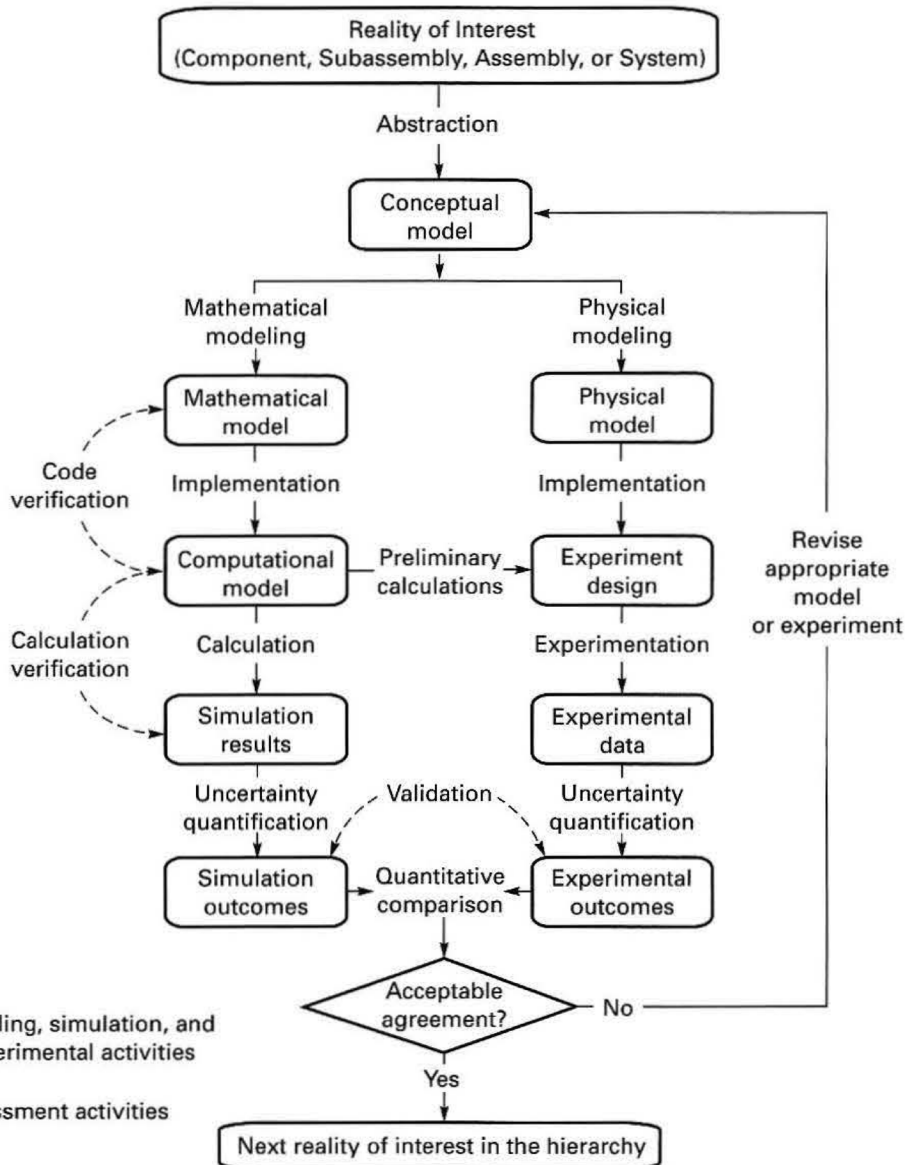 Reality of Interest
(Component, Subassembly, Assembly, or System)
Abstraction
Conceptual
model
Mathematical
modeling
Physical
modeling
Mathematical
model
Physical
model
Code
verification
Implementation
Implementation
Computational
model
Preliminary
calculations
Experiment
design
Revise
appropriate
model
or experiment
Calculation
verification
Calculation
Experimentation
Simulation
results
Experimental
data
Uncertainty
quantification
Validation
Uncertainty
quantification
Simulation
outcomes
Quantitative
comparison
Experimental
outcomes
Acceptable
agreement?
No
simulation, and
activities
Yes
activities
Next reality of interest in the hierarchy